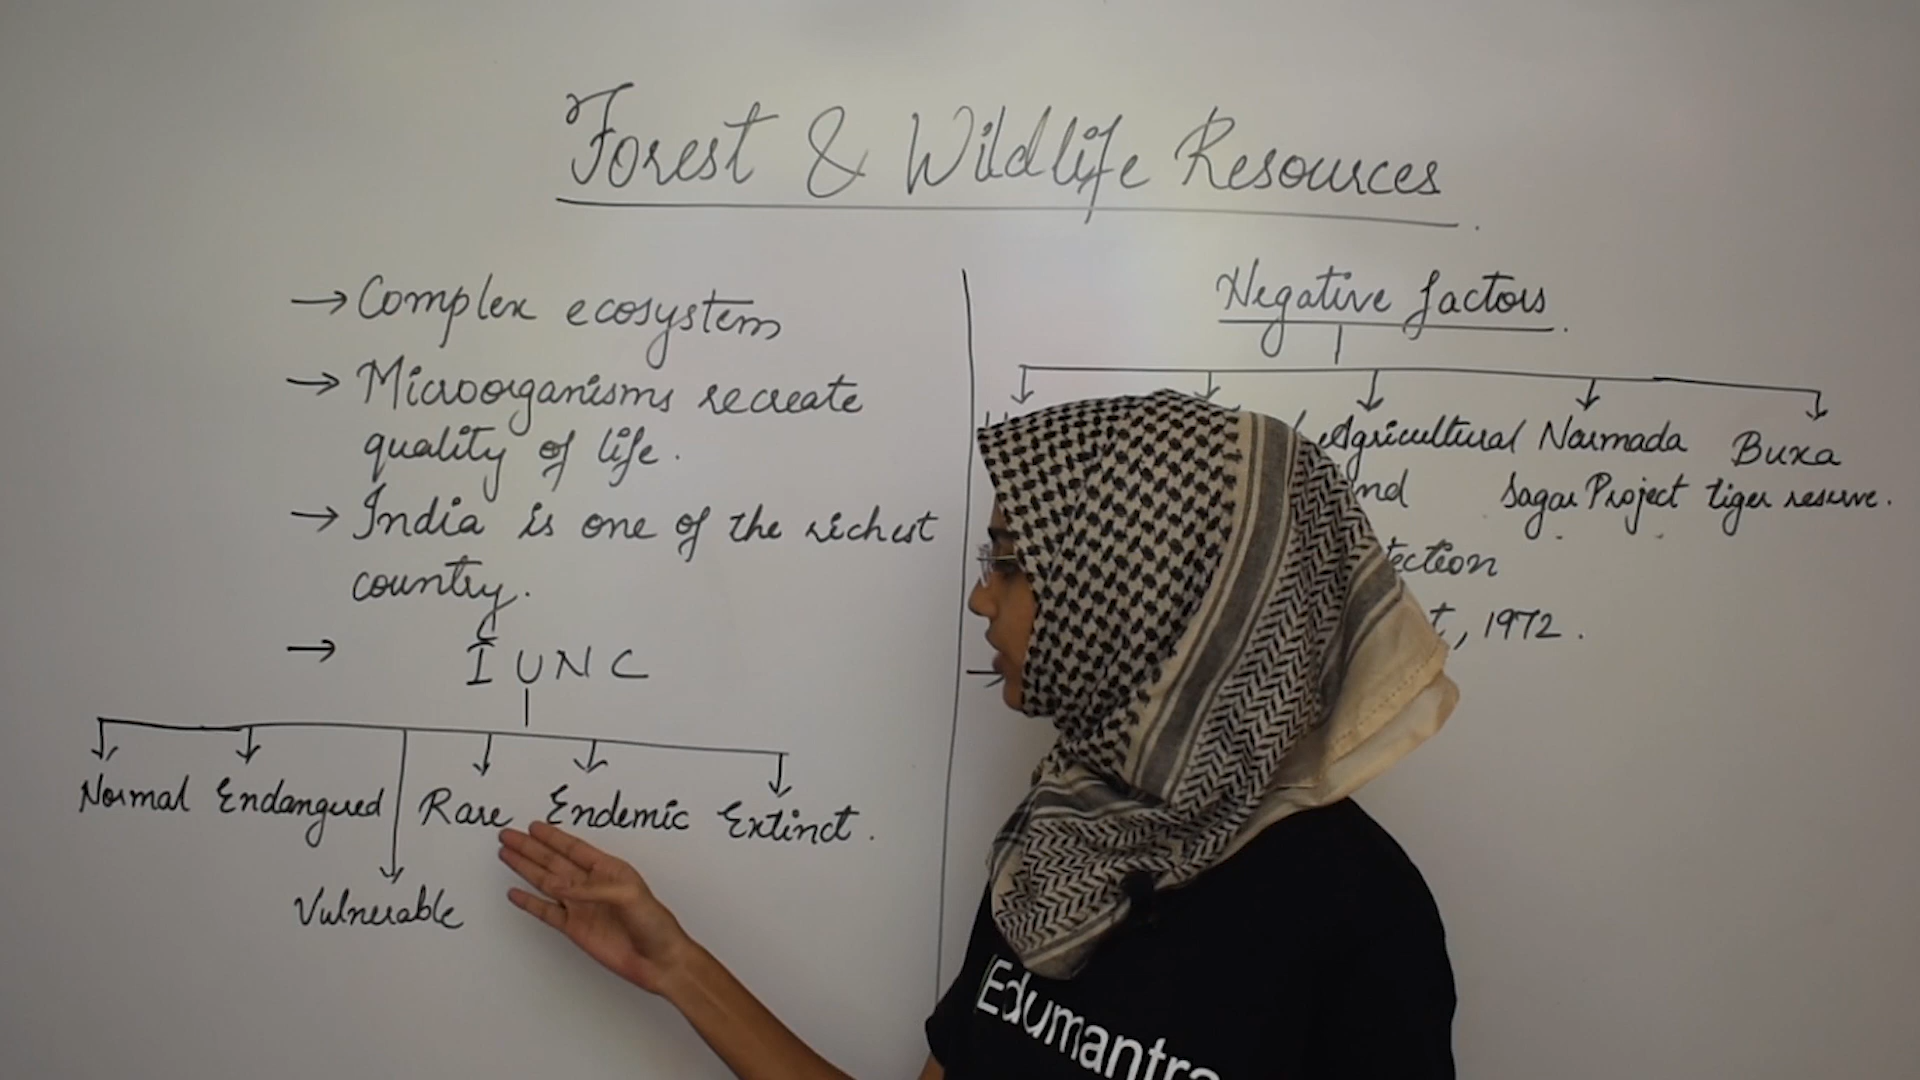 Forest & Wildlife Resources
→ Complex ecosystem
→ Microorganisms recreate
quality of life.
→ India is one of the richest
country.
→ IUNC
Normal Endangured Rare Endemic Extinct.
Vulnerable
Negative factors
Agricultural Narmada Buxa
Sagar Project tiger reserve.
, 1972.
Edumantra